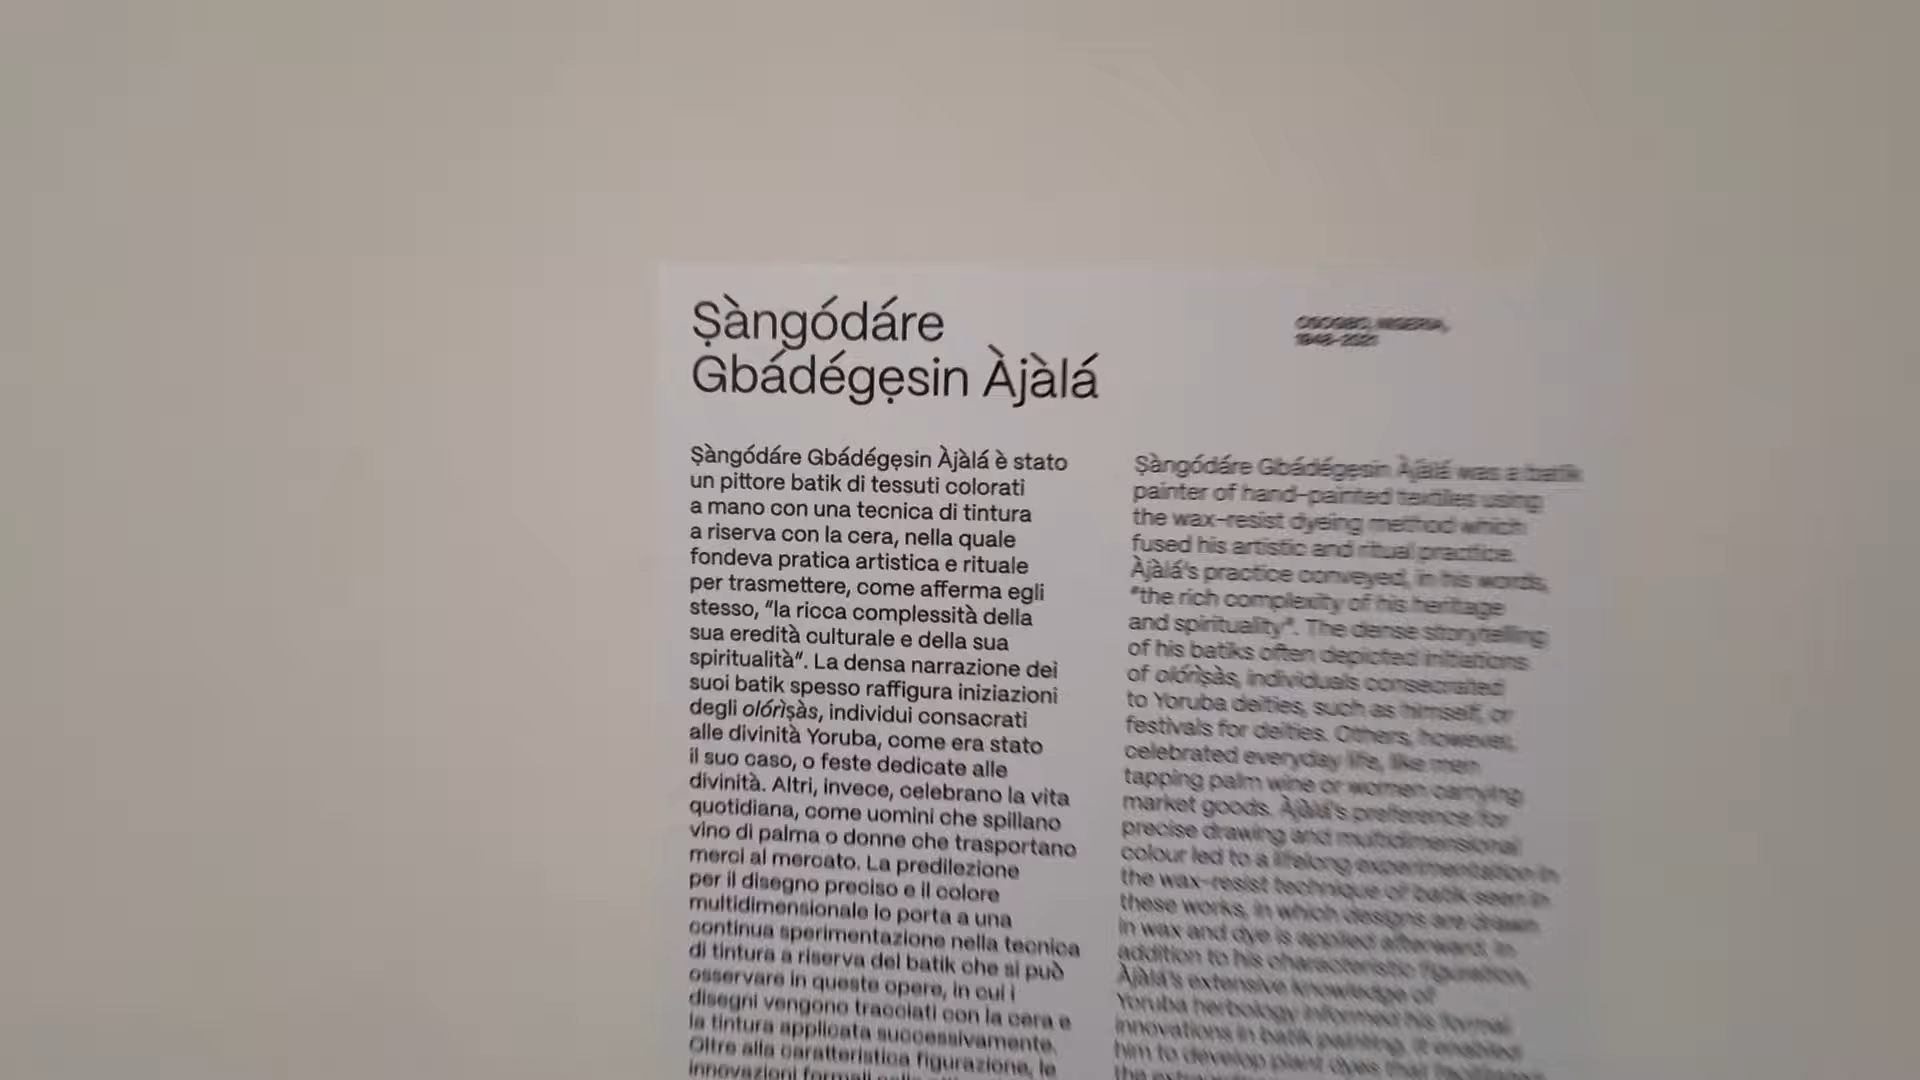 Ṣàngódáre
Gbádégẹsin Àjàlá
OSOGBO, NIGERIA,
1948–2021
Ṣàngódáre Gbádégẹsin Àjàlá è stato
un pittore batik di tessuti colorati
a mano con una tecnica di tintura
a riserva con la cera, nella quale
fondeva pratica artistica e rituale
per trasmettere, come afferma egli
stesso, “la ricca complessità della
sua eredità culturale e della sua
spiritualità”. La densa narrazione dei
suoi batik spesso raffigura iniziazioni
degli olórìṣàs, individui consacrati
alle divinità Yoruba, come era stato
il suo caso, o feste dedicate alle
divinità. Altri, invece, celebrano la vita
quotidiana, come uomini che spillano
vino di palma o donne che trasportano
merci al mercato. La predilezione
per il disegno preciso e il colore
multidimensionale lo porta a una
continua sperimentazione nella tecnica
di tintura a riserva del batik che si può
osservare in queste opere, in cui i
disegni vengono tracciati con la cera e
la tintura applicata successivamente.
Oltre alla caratteristica figurazione, le
innovazioni formali
Ṣàngódáre Gbádégẹsin Àjàlá was a batik
painter of hand-painted textiles using
the wax-resist dyeing method which
fused his artistic and ritual practice.
Àjàlá’s practice conveyed, in his words,
“the rich complexity of his heritage
and spirituality”. The dense storytelling
of his batiks often depicted initiations
of olórìṣàs, individuals consecrated
to Yoruba deities, such as himself, or
festivals for deities. Others, however,
celebrated everyday life, like men
tapping palm wine or women carrying
market goods. Àjàlá’s preference for
precise drawing and multidimensional
colour led to a lifelong experimentation in
the wax-resist technique of batik seen in
these works, in which designs are drawn
in wax and dye is applied afterward. In
addition to his characteristic figuration,
Àjàlá’s extensive knowledge of
Yoruba herbology informed his formal
innovations in batik painting. It enabled
him to develop plant dyes that facilitated
the